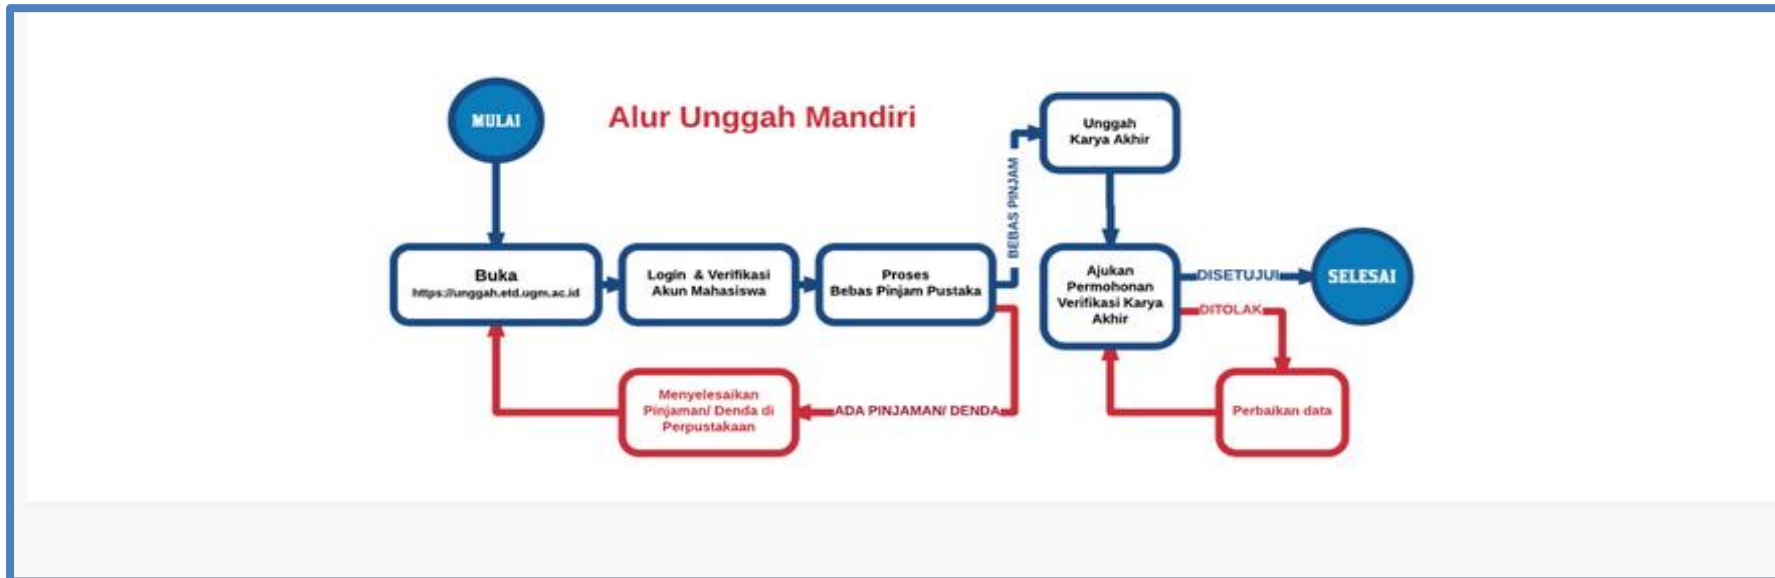 MULAI
Alur Unggah Mandiri
Unggah
Karya Akhir
BEBAS PINJAM
Buka
https://unggah.etd.ugm.ac.id
Login & Verifikasi
Akun Mahasiswa
Proses
Bebas Pinjam Pustaka
Ajukan
Permohonan
Verifikasi Karya
Akhir
DISETUJUI
SELESAI
DITOLAK
Menyelesaikan
Pinjaman/ Denda di
Perpustakaan
ADA PINJAMAN/ DENDA
Perbaikan data